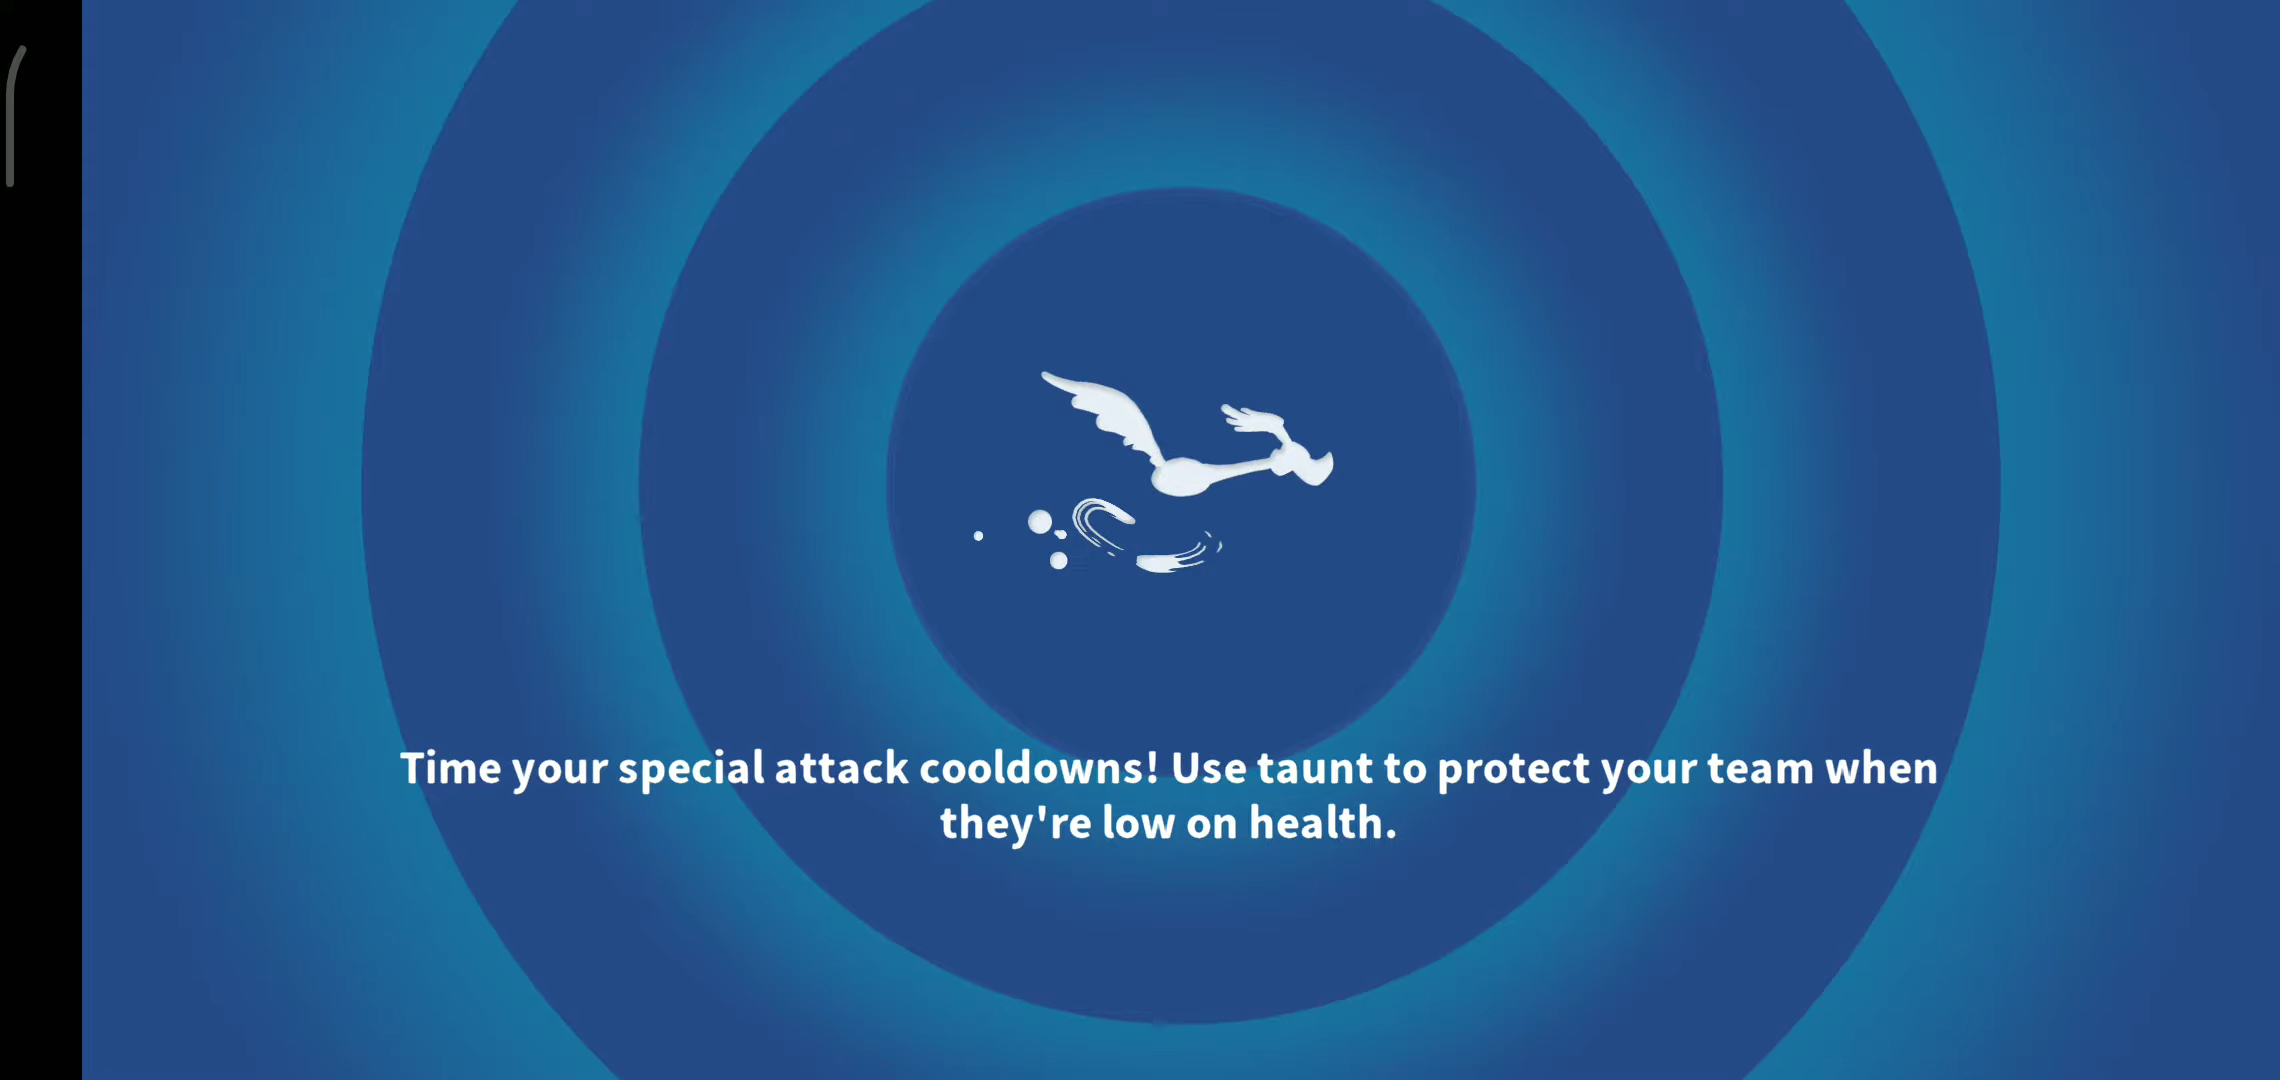 Time your special attack cooldowns! Use taunt to protect your team when
they're low on health.